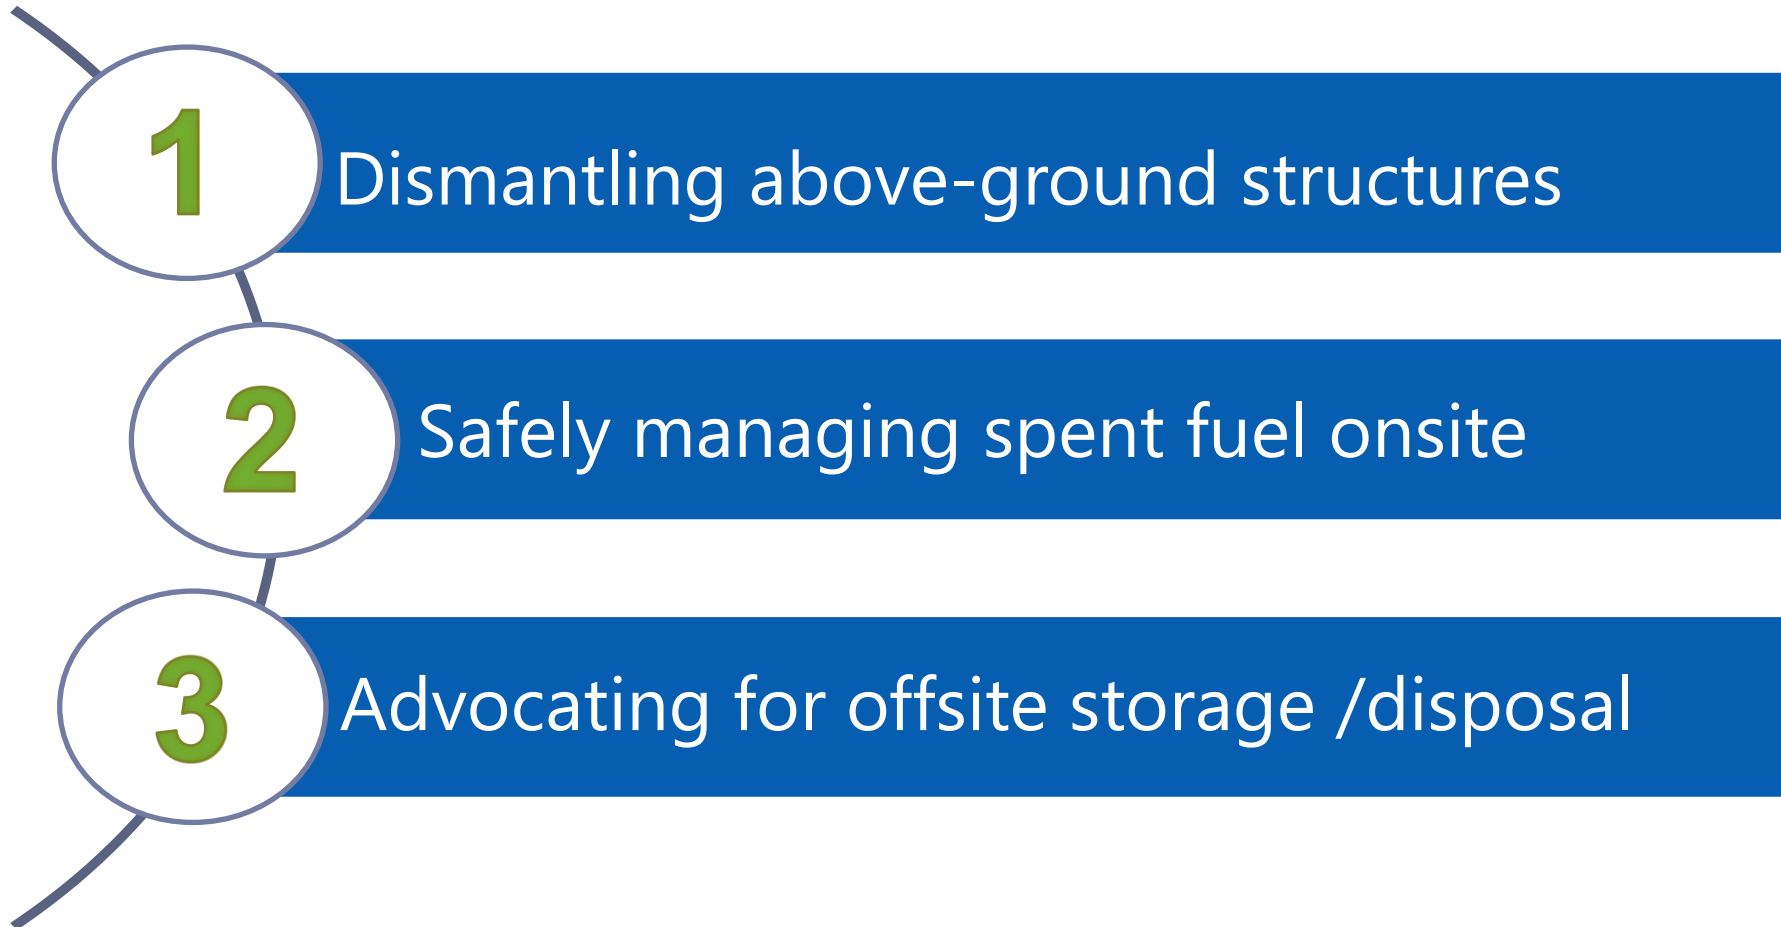 1
Dismantling above-ground structures
2
Safely managing spent fuel onsite
3
Advocating for offsite storage /disposal